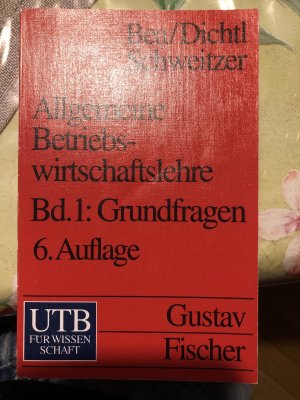 Bea/Dichtl
Schweitzer
Allgemeine
Betriebs-
wirtschaftslehre
Bd.1: Grundfragen
6. Auflage
UTB
FÜR WISSEN
SCHAFT
Gustav
Fischer